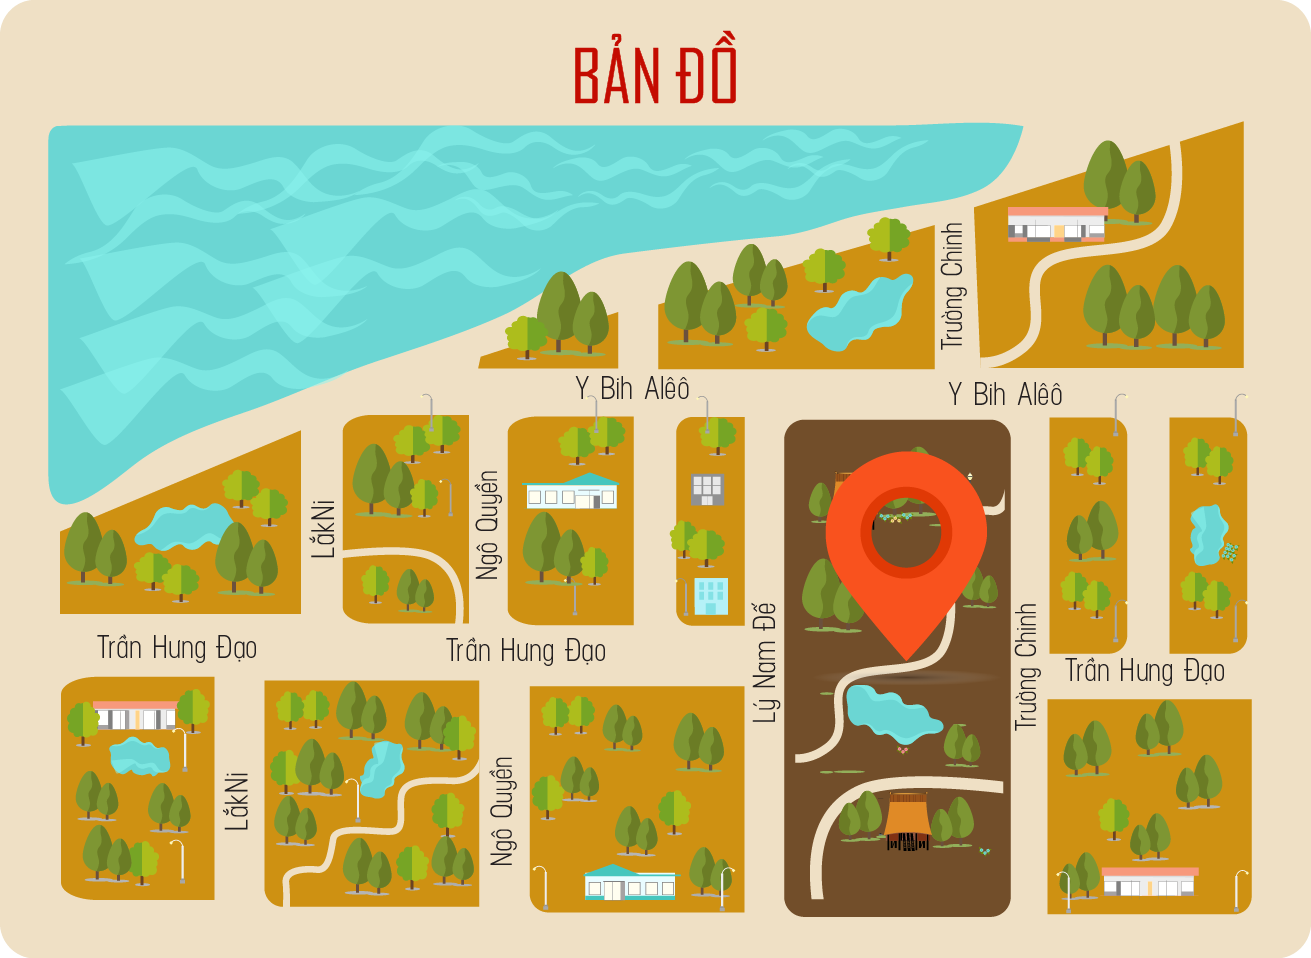 BẢN ĐỒ
Trường Chinh
Y Bih Alêô
Y Bih Alêô
LắkNi
Ngô Quyền
Lý Nam Đế
Trường Chinh
Trần Hưng Đạo
Trần Hưng Đạo
Trần Hưng Đạo
LắkNi
Ngô Quyền